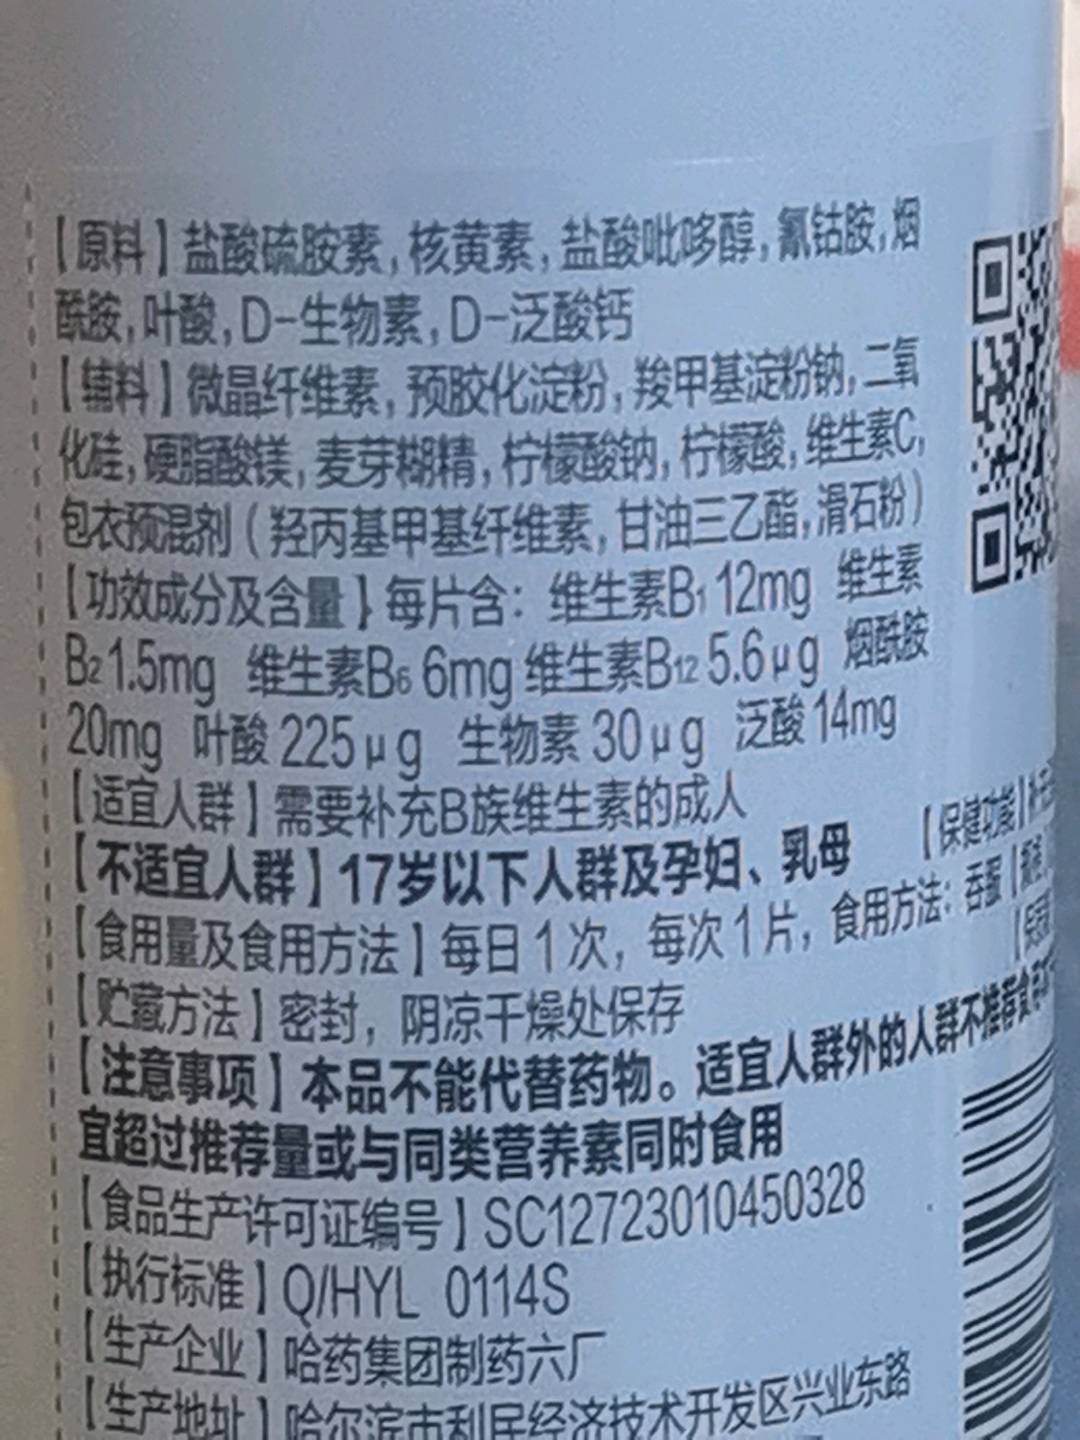 【原料】盐酸硫胺素,核黄素,盐酸吡哆醇,氰钴胺,烟
酰胺,叶酸,D-生物素,D-泛酸钙
【辅料】微晶纤维素,预胶化淀粉,羧甲基淀粉钠,二氧
化硅,硬脂酸镁,麦芽糊精,柠檬酸钠,柠檬酸,维生素C,
包衣预混剂(羟丙基甲基纤维素,甘油三乙酯,滑石粉)
【功效成分及含量】每片含：维生素B1 12mg 维生素
B2 1.5mg 维生素B6 6mg 维生素B12 5.6μg 烟酰胺
20mg 叶酸 225μg 生物素 30μg 泛酸 14mg
【适宜人群】需要补充B族维生素的成人
【不适宜人群】17岁以下人群及孕妇、乳母 【保健功能】补充
【食用量及食用方法】每日1次，每次1片，食用方法：吞服
【贮藏方法】密封，阴凉干燥处保存
【注意事项】本品不能代替药物。适宜人群外的人群不推荐食用本
宜超过推荐量或与同类营养素同时食用
【食品生产许可证编号】SC12723010450328
【执行标准】Q/HYL 0114S
【生产企业】哈药集团制药六厂
【生产地址】哈尔滨市利民经济技术开发区兴业东路